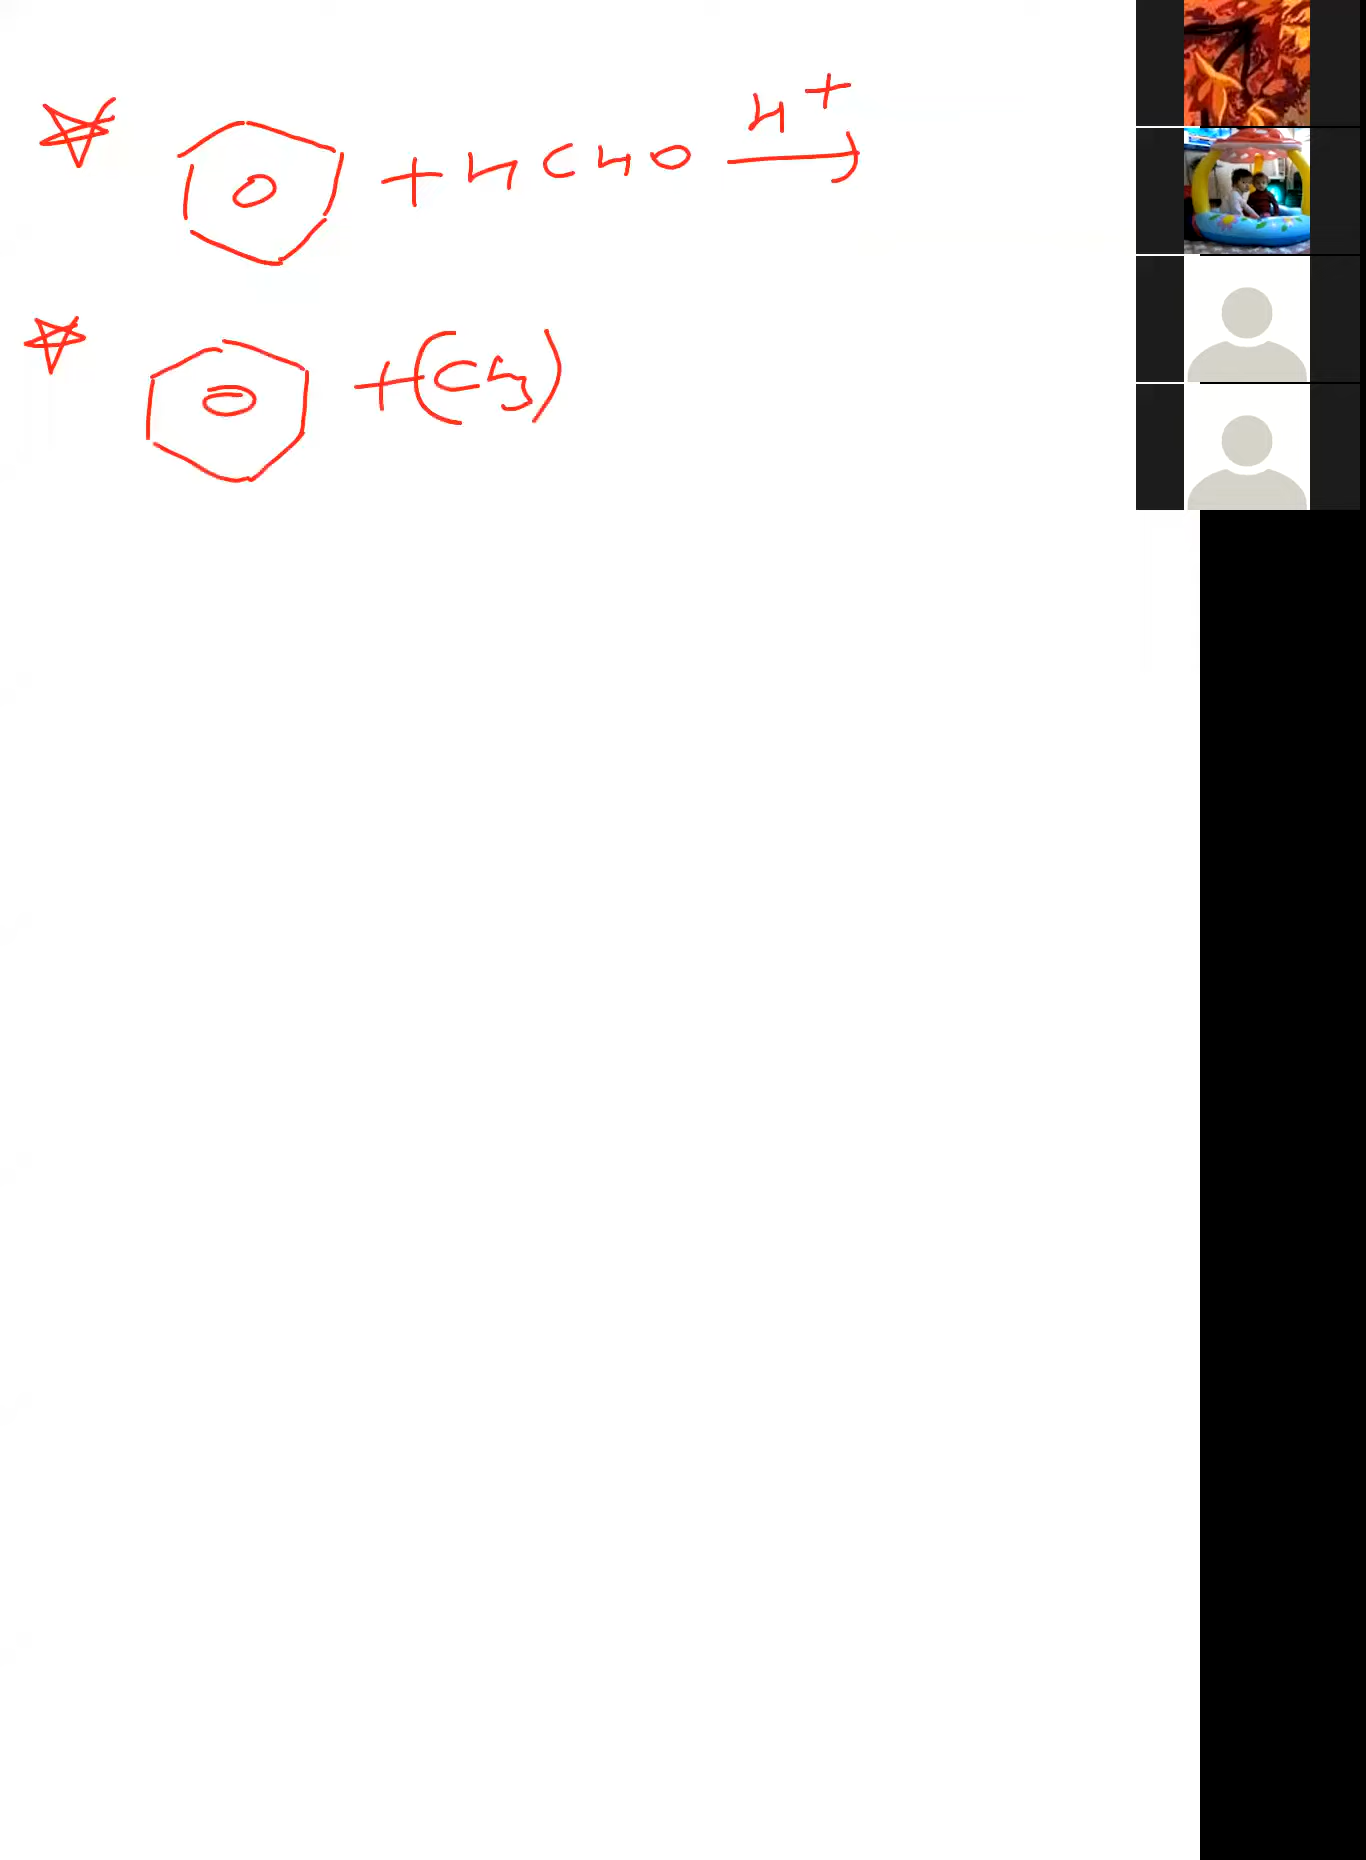 + HCHO H+ →
+ (CH3)